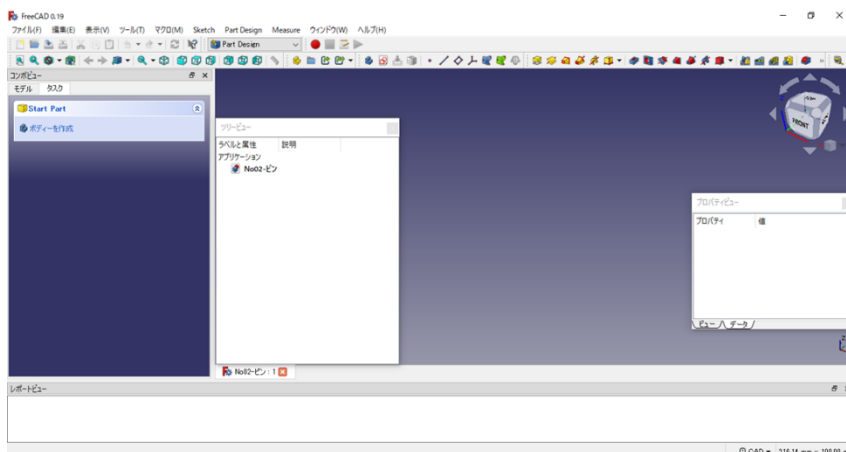 FreeCAD 0.19
ファイル(F) 編集(E) 表示(V) ツール(T) マクロ(M) Sketch Part Design Measure ウィンドウ(W) ヘルプ(H)
Part Design
コンボビュー
モデル タスク
Start Part
ボディーを作成
ツリービュー
ラベルと属性 説明
アプリケーション
No02-ピン
FRONT
プロパティビュー
プロパティ 値
ビュー データ
No02-ピン : 1
レポートビュー
CAD